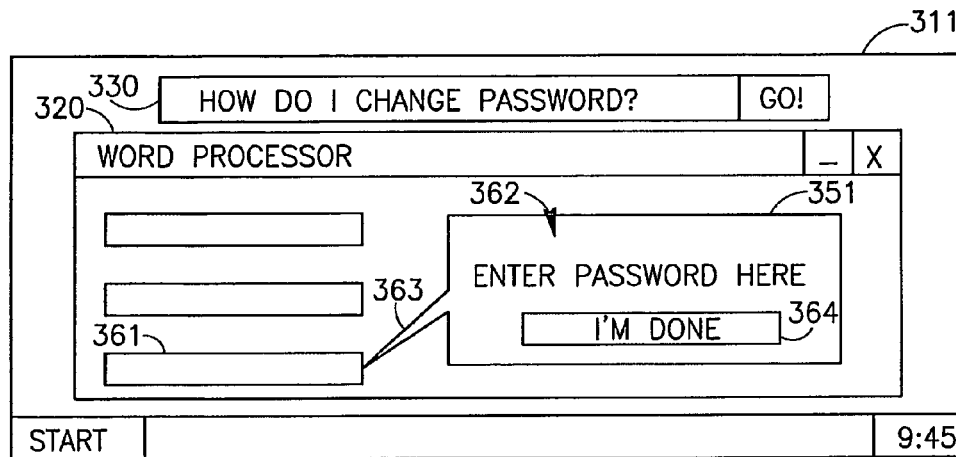 311
330 HOW DO I CHANGE PASSWORD? GO!
320
WORD PROCESSOR _ X
362 351
ENTER PASSWORD HERE
363
I'M DONE 364
361
START 9:45